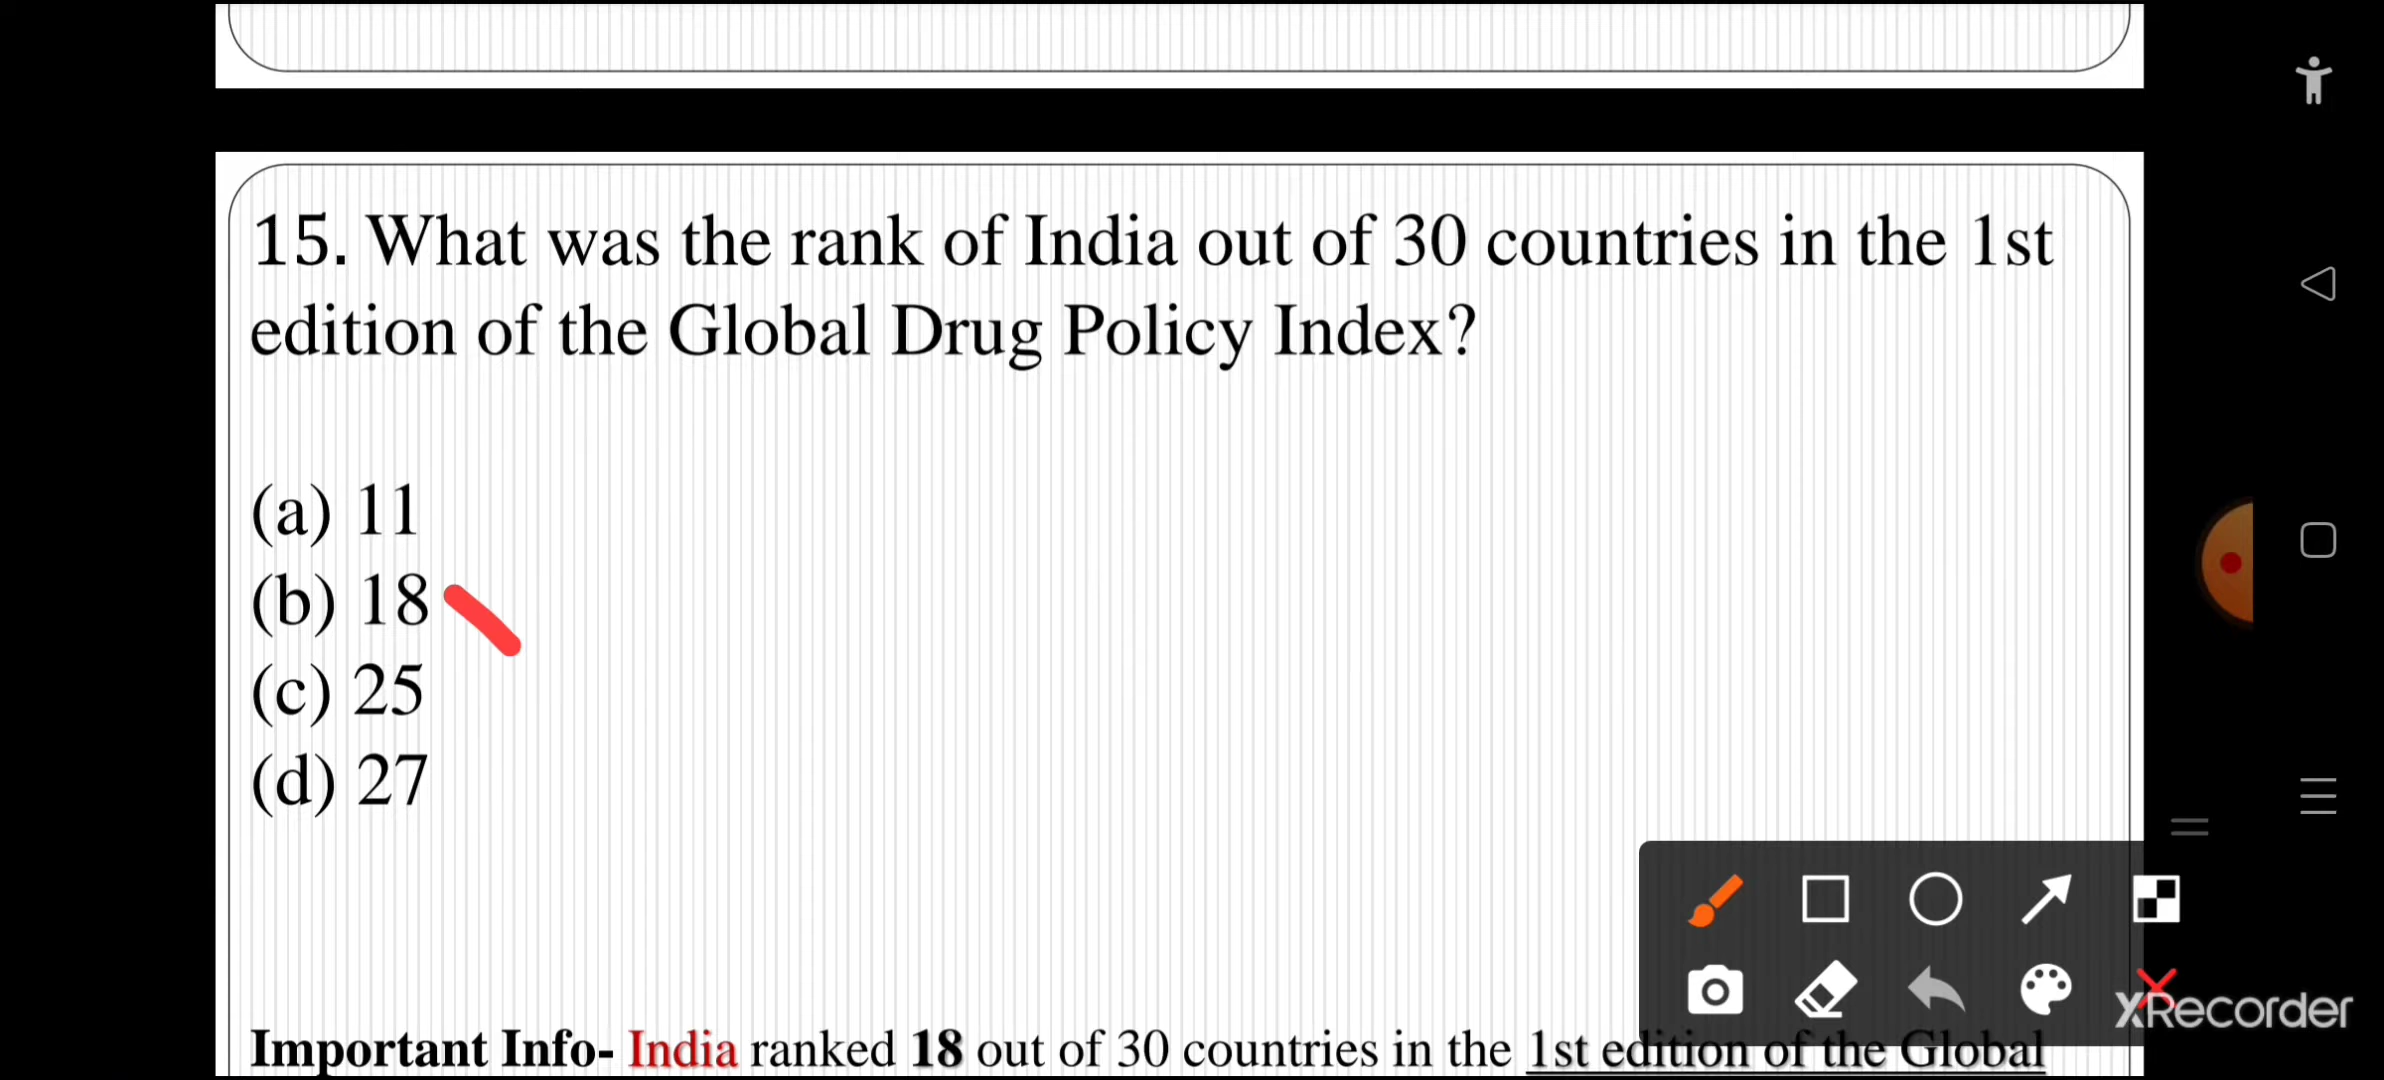 15. What was the rank of India out of 30 countries in the 1st
edition of the Global Drug Policy Index?
(a) 11
(b) 18
(c) 25
(d) 27
XRecorder
Important Info- India ranked 18 out of 30 countries in the 1st edition of the Global